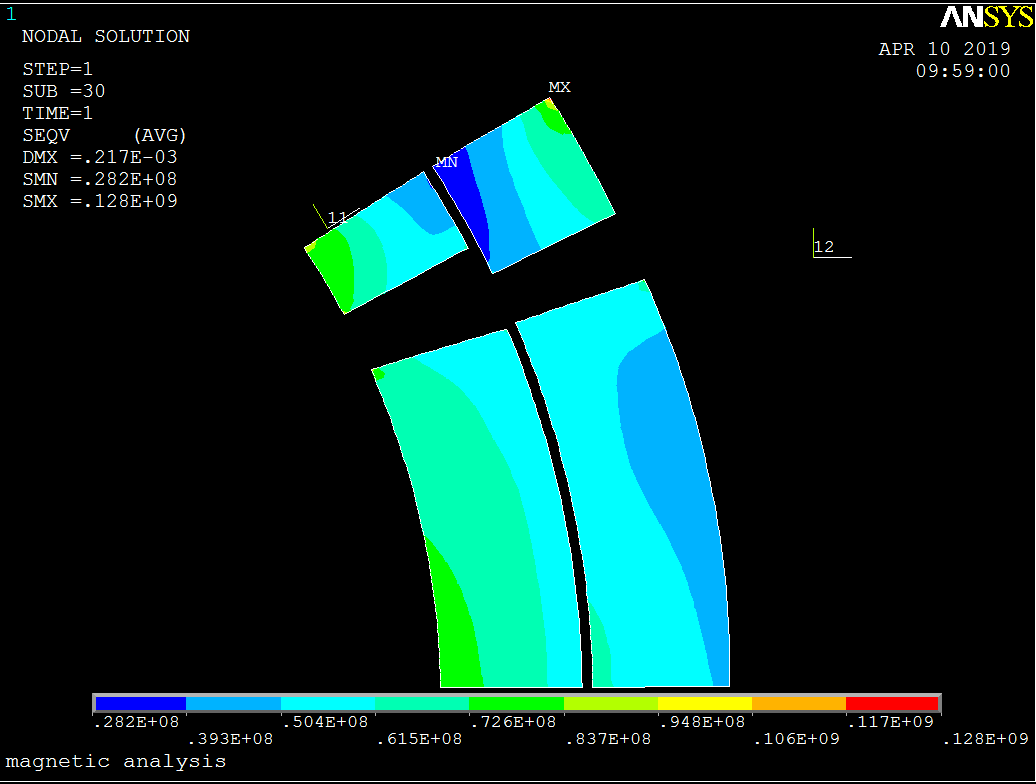 1
ANSYS
NODAL SOLUTION
APR 10 2019
09:59:00
STEP=1
SUB =30
TIME=1
SEQV (AVG)
DMX =.217E-03
SMN =.282E+08
SMX =.128E+09
MX
MN
11
12
.282E+08 .504E+08 .726E+08 .948E+08 .117E+09
.393E+08 .615E+08 .837E+08 .106E+09 .128E+09
magnetic analysis